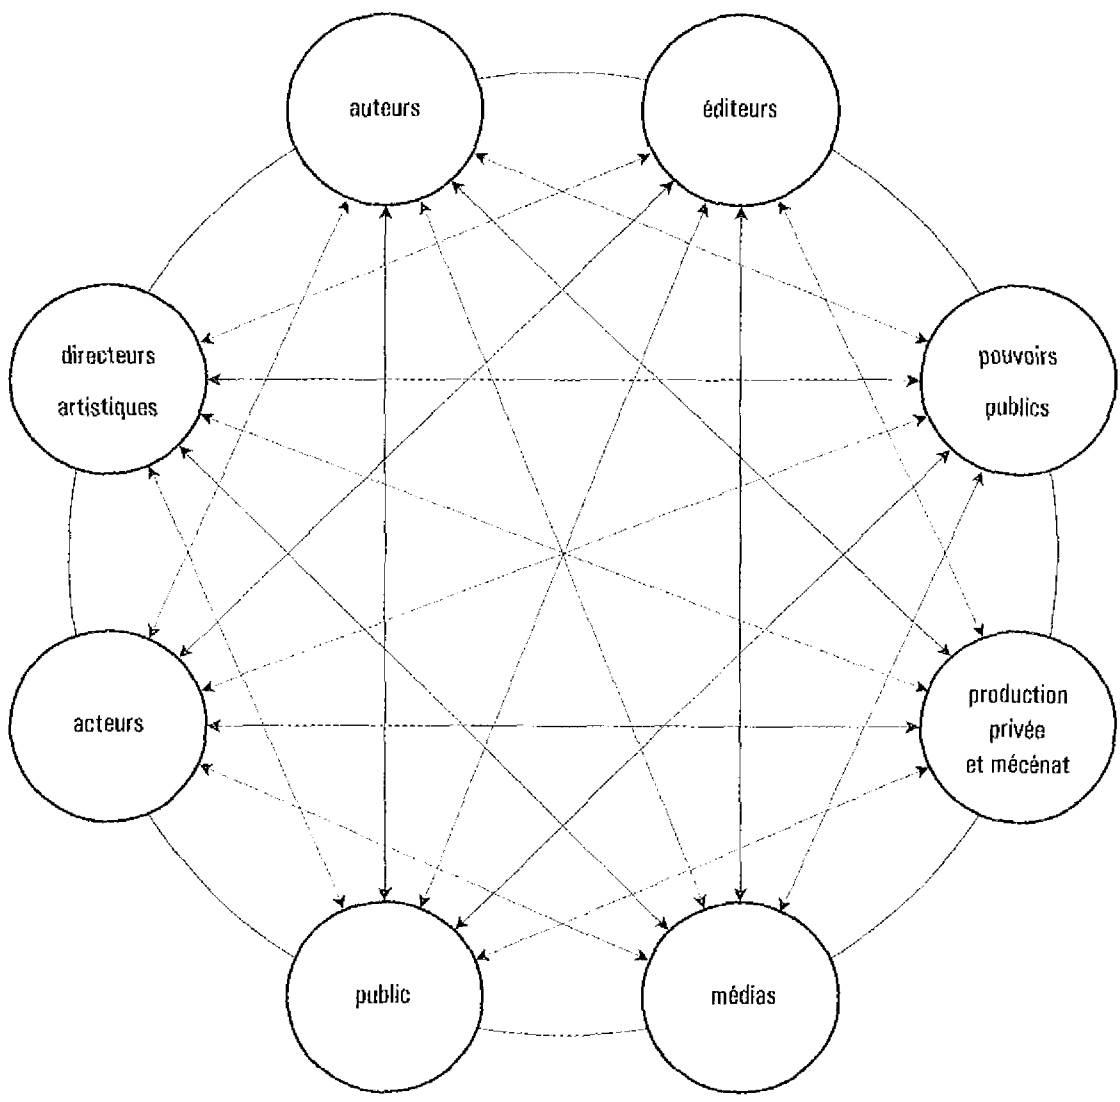 auteurs
éditeurs
directeurs
artistiques
pouvoirs
publics
acteurs
production
privée
et mécénat
public
médias